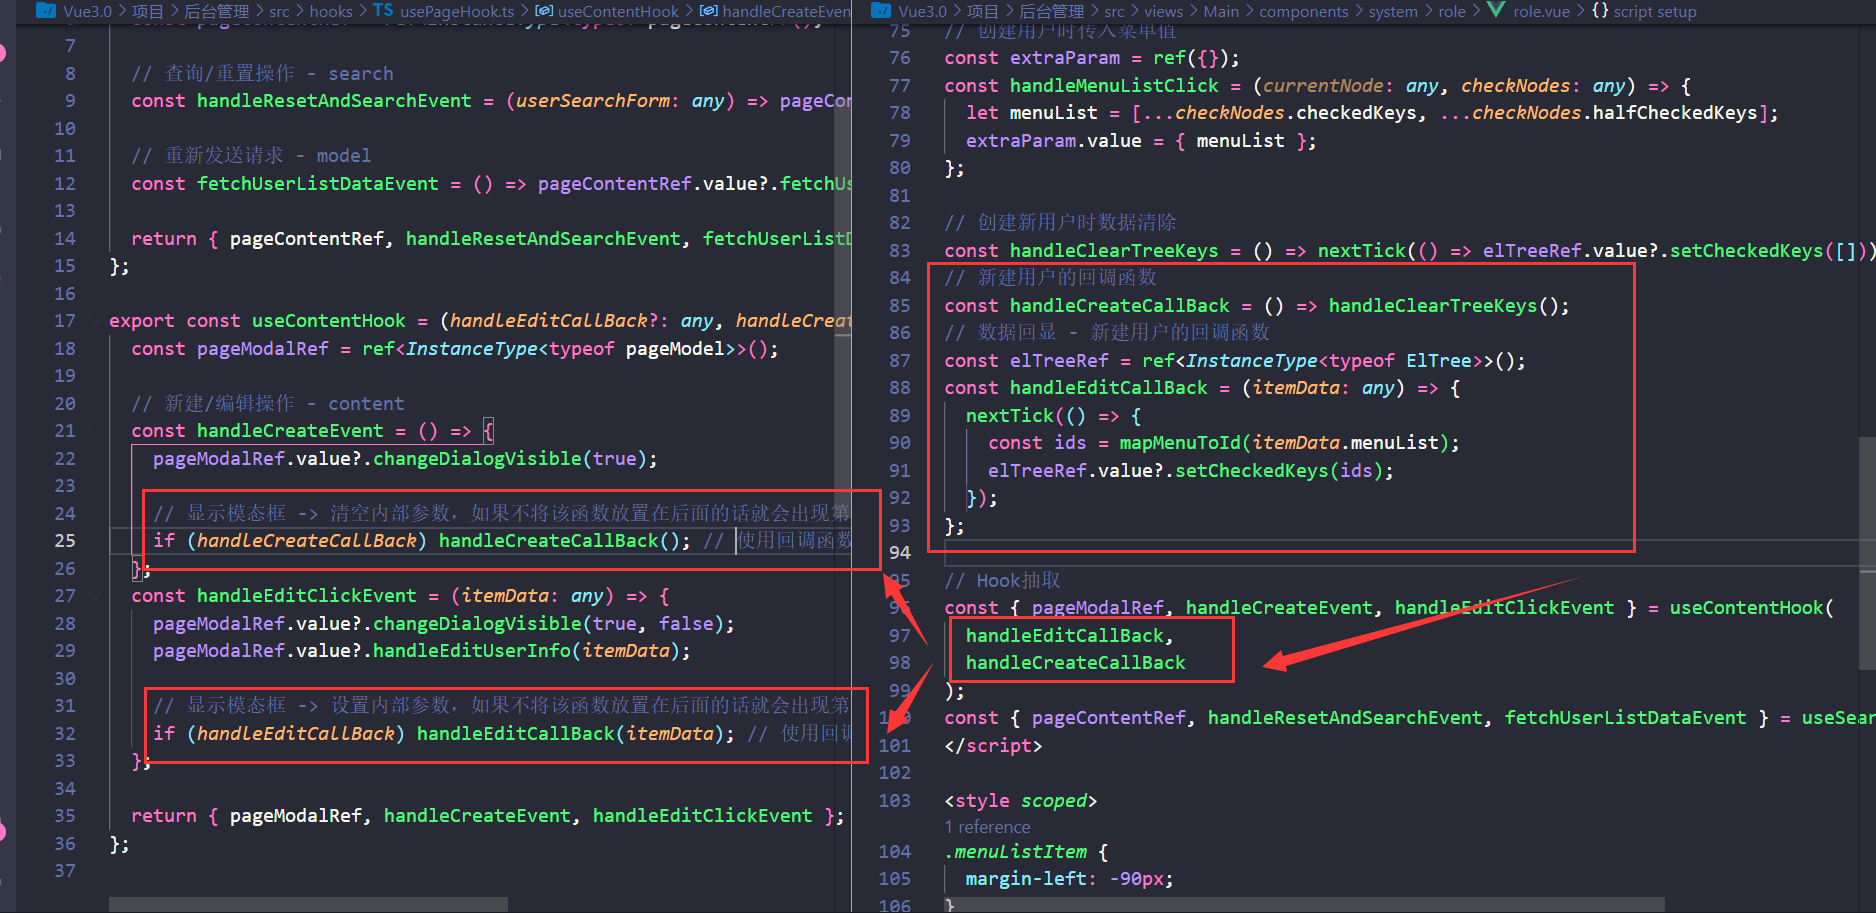 Vue3.0 > 项目 > 后台管理 > src > hooks > TS usePageHook.ts > useContentHook > handleCreateEven
7
8 // 查询/重置操作 - search
9 const handleResetAndSearchEvent = (userSearchForm: any) => pageCon
10
11 // 重新发送请求 - model
12 const fetchUserListDataEvent = () => pageContentRef.value?.fetchUs
13
14 return { pageContentRef, handleResetAndSearchEvent, fetchUserListD
15 };
16
17 export const useContentHook = (handleEditCallBack?: any, handleCreat
18 const pageModalRef = ref<InstanceType<typeof pageModel>>();
19
20 // 新建/编辑操作 - content
21 const handleCreateEvent = () => {
22 pageModalRef.value?.changeDialogVisible(true);
23
24 // 显示模态框 -> 清空内部参数，如果不将该函数放置在后面的话就会出现第
25 if (handleCreateCallBack) handleCreateCallBack(); // 使用回调函数
26 };
27 const handleEditClickEvent = (itemData: any) => {
28 pageModalRef.value?.changeDialogVisible(true, false);
29 pageModalRef.value?.handleEditUserInfo(itemData);
30
31 // 显示模态框 -> 设置内部参数，如果不将该函数放置在后面的话就会出现第
32 if (handleEditCallBack) handleEditCallBack(itemData); // 使用回调
33 };
34
35 return { pageModalRef, handleCreateEvent, handleEditClickEvent };
36 };
37
Vue3.0 > 项目 > 后台管理 > src > views > Main > components > system > role > role.vue > {} script setup
75 // 创建用户时传入菜单值
76 const extraParam = ref({});
77 const handleMenuListClick = (currentNode: any, checkNodes: any) => {
78 let menuList = [...checkNodes.checkedKeys, ...checkNodes.halfCheckedKeys];
79 extraParam.value = { menuList };
80 };
81
82 // 创建新用户时数据清除
83 const handleClearTreeKeys = () => nextTick(() => elTreeRef.value?.setCheckedKeys([]))
84 // 新建用户的回调函数
85 const handleCreateCallBack = () => handleClearTreeKeys();
86 // 数据回显 - 新建用户的回调函数
87 const elTreeRef = ref<InstanceType<typeof ElTree>>();
88 const handleEditCallBack = (itemData: any) => {
89 nextTick(() => {
90 const ids = mapMenuToId(itemData.menuList);
91 elTreeRef.value?.setCheckedKeys(ids);
92 });
93 };
94
95 // Hook抽取
96 const { pageModalRef, handleCreateEvent, handleEditClickEvent } = useContentHook(
97 handleEditCallBack,
98 handleCreateCallBack
99 );
100 const { pageContentRef, handleResetAndSearchEvent, fetchUserListDataEvent } = useSear
101 </script>
102
103 <style scoped>
1 reference
104 .menuListItem {
105 margin-left: -90px;
106 }